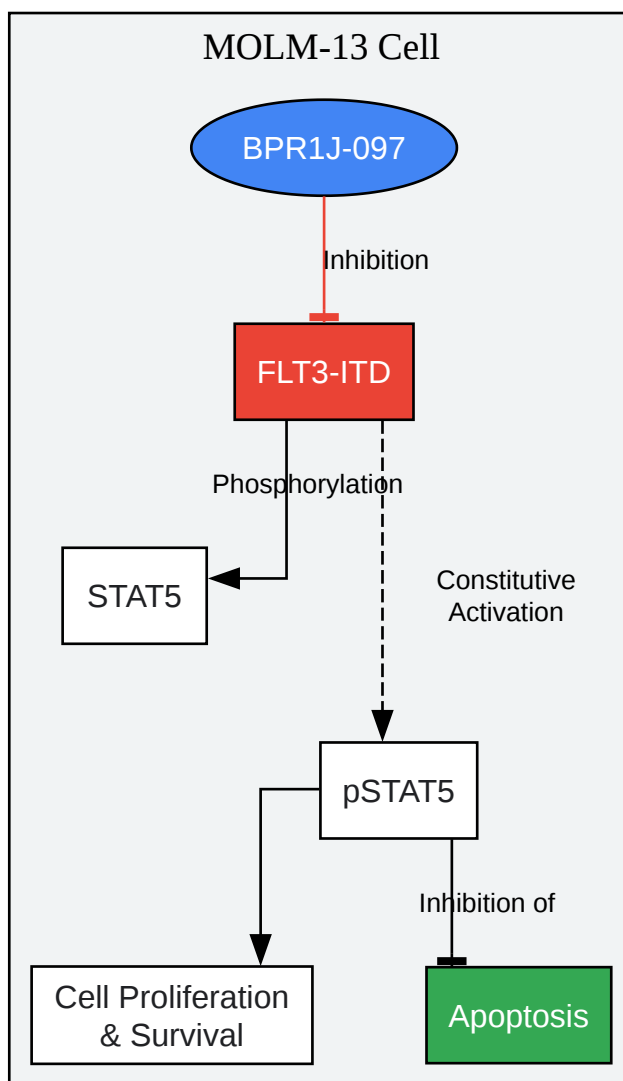 MOLM-13 Cell
BPR1J-097
Inhibition
FLT3-ITD
Phosphorylation
STAT5
Constitutive
Activation
pSTAT5
Inhibition of
Cell Proliferation
& Survival
Apoptosis